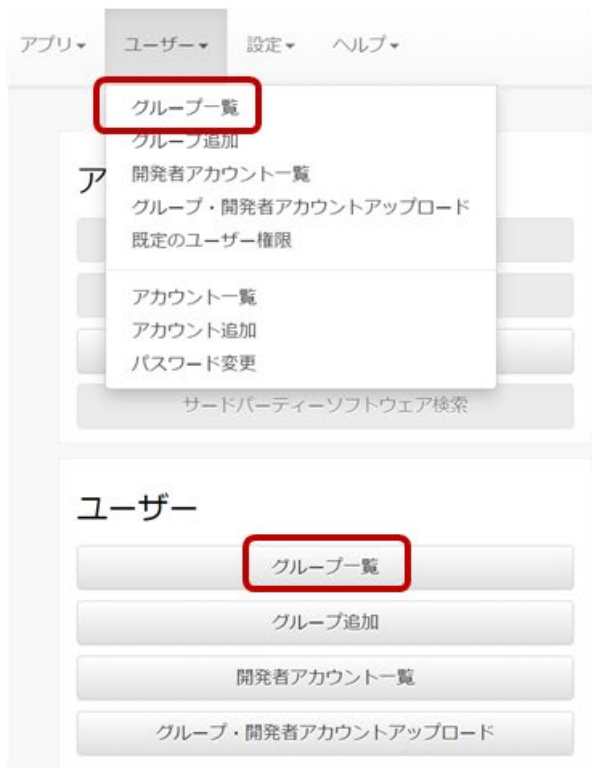 アプリ▾ ユーザー▾ 設定▾ ヘルプ▾
グループ一覧
グループ追加
開発者アカウント一覧
グループ・開発者アカウントアップロード
既定のユーザー権限
アカウント一覧
アカウント追加
パスワード変更
ア
サードパーティーソフトウェア検索
ユーザー
グループ一覧
グループ追加
開発者アカウント一覧
グループ・開発者アカウントアップロード